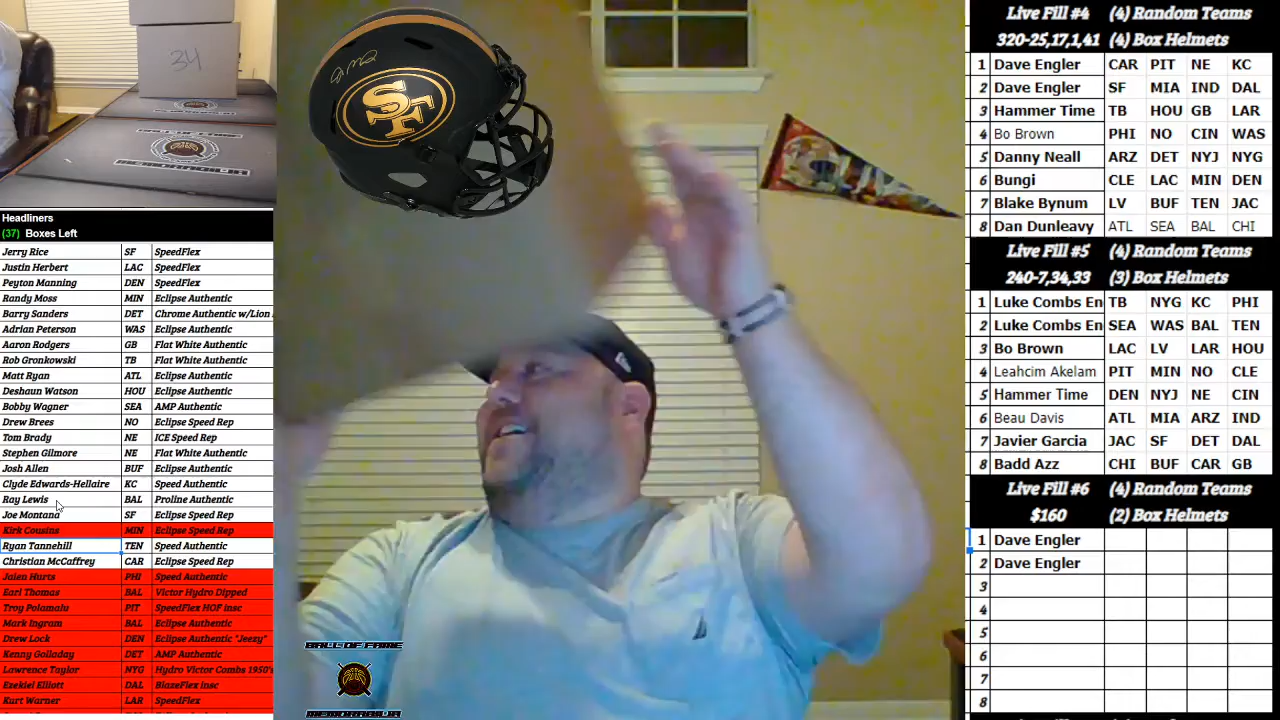 34
BALL OF FAME
MEMORABILIA
Headliners
(37) Boxes Left
Jerry Rice SF SpeedFlex
Justin Herbert LAC SpeedFlex
Peyton Manning DEN SpeedFlex
Randy Moss MIN Eclipse Authentic
Barry Sanders DET Chrome Authentic w/Lion
Adrian Peterson WAS Eclipse Authentic
Aaron Rodgers GB Flat White Authentic
Rob Gronkowski TB Flat White Authentic
Matt Ryan ATL Eclipse Authentic
Deshaun Watson HOU Eclipse Authentic
Bobby Wagner SEA AMP Authentic
Drew Brees NO Eclipse Speed Rep
Tom Brady NE ICE Speed Rep
Stephen Gilmore NE Flat White Authentic
Josh Allen BUF Eclipse Authentic
Clyde Edwards-Hellaire KC Speed Authentic
Ray Lewis BAL Proline Authentic
Joe Montana SF Eclipse Speed Rep
Kirk Cousins MIN Eclipse Speed Rep
Ryan Tannehill TEN Speed Authentic
Christian McCaffrey CAR Eclipse Speed Rep
Jalen Hurts PHI Speed Authentic
Earl Thomas BAL Victor Hydro Dipped
Troy Polamalu PIT SpeedFlex HOF insc
Mark Ingram BAL Eclipse Authentic
Drew Lock DEN Eclipse Authentic "Jeezy"
Kenny Golladay DET AMP Authentic
Lawrence Taylor NYG Hydro Victor Combs 1950's
Ezekiel Elliott DAL BlazeFlex insc
Kurt Warner LAR SpeedFlex
SF
BALL OF FAME
MEMORABILIA
Live Fill #4 (4) Random Teams
320-25,17,1,41 (4) Box Helmets
1 Dave Engler CAR PIT NE KC
2 Dave Engler SF MIA IND DAL
3 Hammer Time TB HOU GB LAR
4 Bo Brown PHI NO CIN WAS
5 Danny Neall ARZ DET NYJ NYG
6 Bungi CLE LAC MIN DEN
7 Blake Bynum LV BUF TEN JAC
8 Dan Dunleavy ATL SEA BAL CHI
Live Fill #5 (4) Random Teams
240-7,34,33 (3) Box Helmets
1 Luke Combs En TB NYG KC PHI
2 Luke Combs En SEA WAS BAL TEN
3 Bo Brown LAC LV LAR HOU
4 Leahcim Akelam PIT MIN NO CLE
5 Hammer Time DEN NYJ NE CIN
6 Beau Davis ATL MIA ARZ IND
7 Javier Garcia JAC SF DET DAL
8 Badd Azz CHI BUF CAR GB
Live Fill #6 (4) Random Teams
$160 (2) Box Helmets
1 Dave Engler
2 Dave Engler
3
4
5
6
7
8